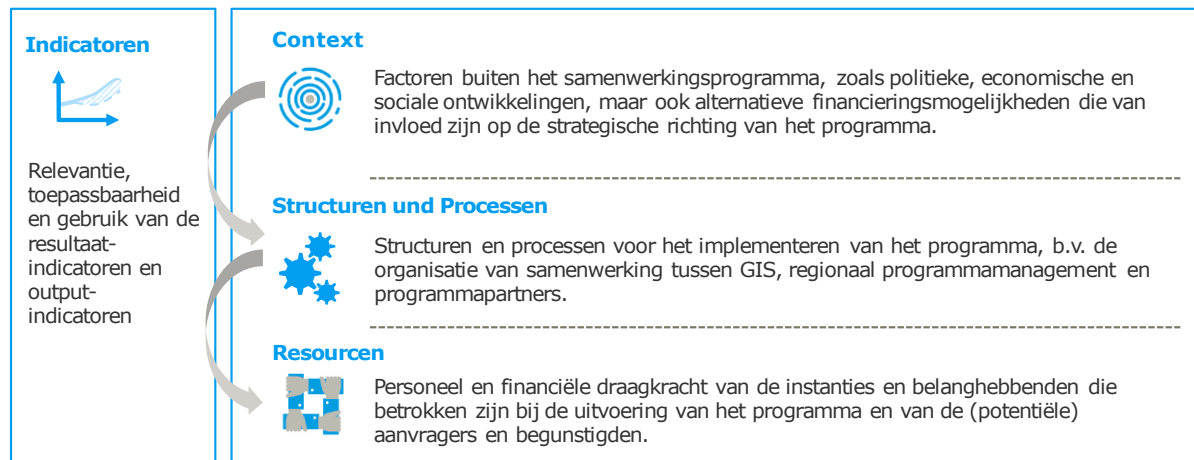 Indicatoren
Relevantie,
toepassbaarheid
en gebruik van de
resultaat-
indicatoren en
output-
indicatoren
Context
Factoren buiten het samenwerkingsprogramma, zoals politieke, economische en
sociale ontwikkelingen, maar ook alternatieve financieringsmogelijkheden die van
invloed zijn op de strategische richting van het programma.
Structuren und Processen
Structuren en processen voor het implementeren van het programma, b.v. de
organisatie van samenwerking tussen GIS, regionaal programmamanagement en
programmapartners.
Resourcen
Personeel en financiële draagkracht van de instanties en belanghebbenden die
betrokken zijn bij de uitvoering van het programma en van de (potentiële)
aanvragers en begunstigden.